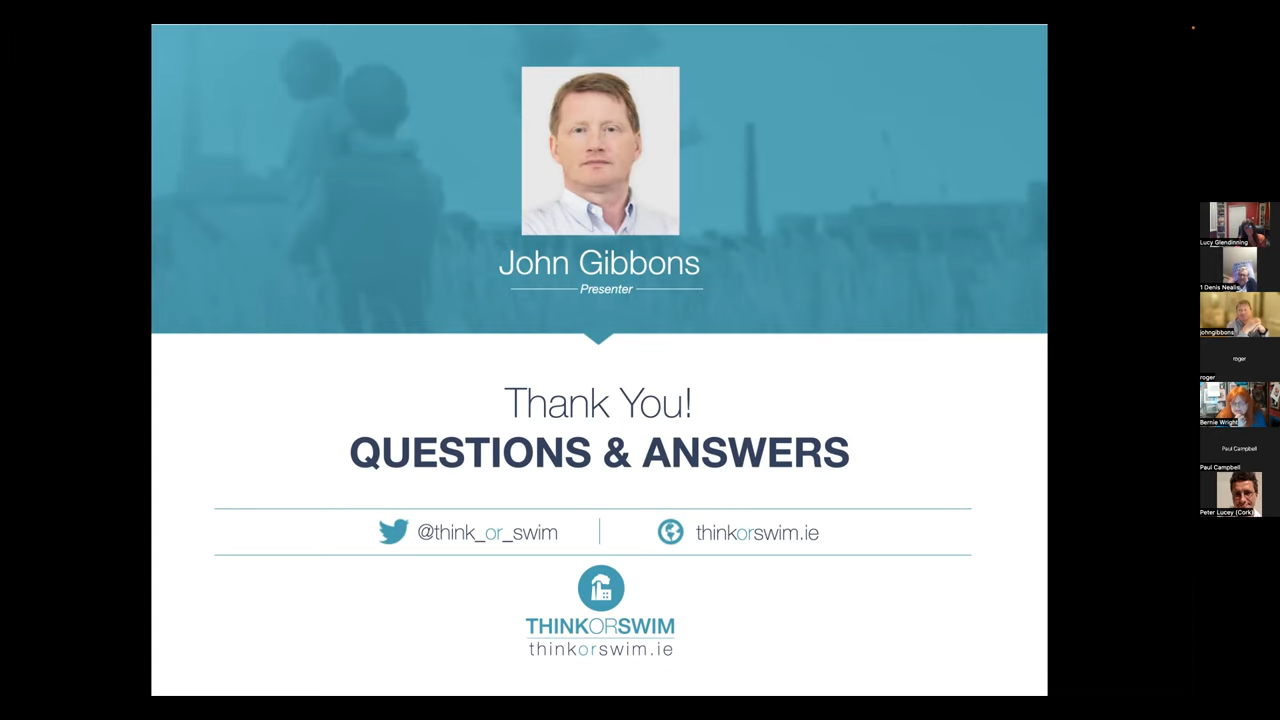 John Gibbons
Presenter
Thank You!
QUESTIONS & ANSWERS
@think_or_swim
thinkorswim.ie
THINKORSWIM
thinkorswim.ie
Lucy Glendinning
1 Denis Nealis
johngibbons
roger
roger
Bernie Wright
Paul Campbell
Paul Campbell
Peter Lucey (Cork)